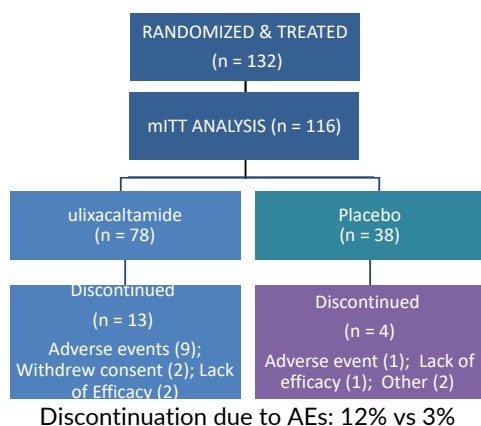 RANDOMIZED & TREATED
(n = 132)
mITT ANALYSIS (n = 116)
ulixacaltamide
(n = 78)
Placebo
(n = 38)
Discontinued
(n = 13)
Adverse events (9);
Withdrew consent (2); Lack
of Efficacy (2)
Discontinued
(n = 4)
Adverse event (1); Lack of
efficacy (1); Other (2)
Discontinuation due to AEs: 12% vs 3%